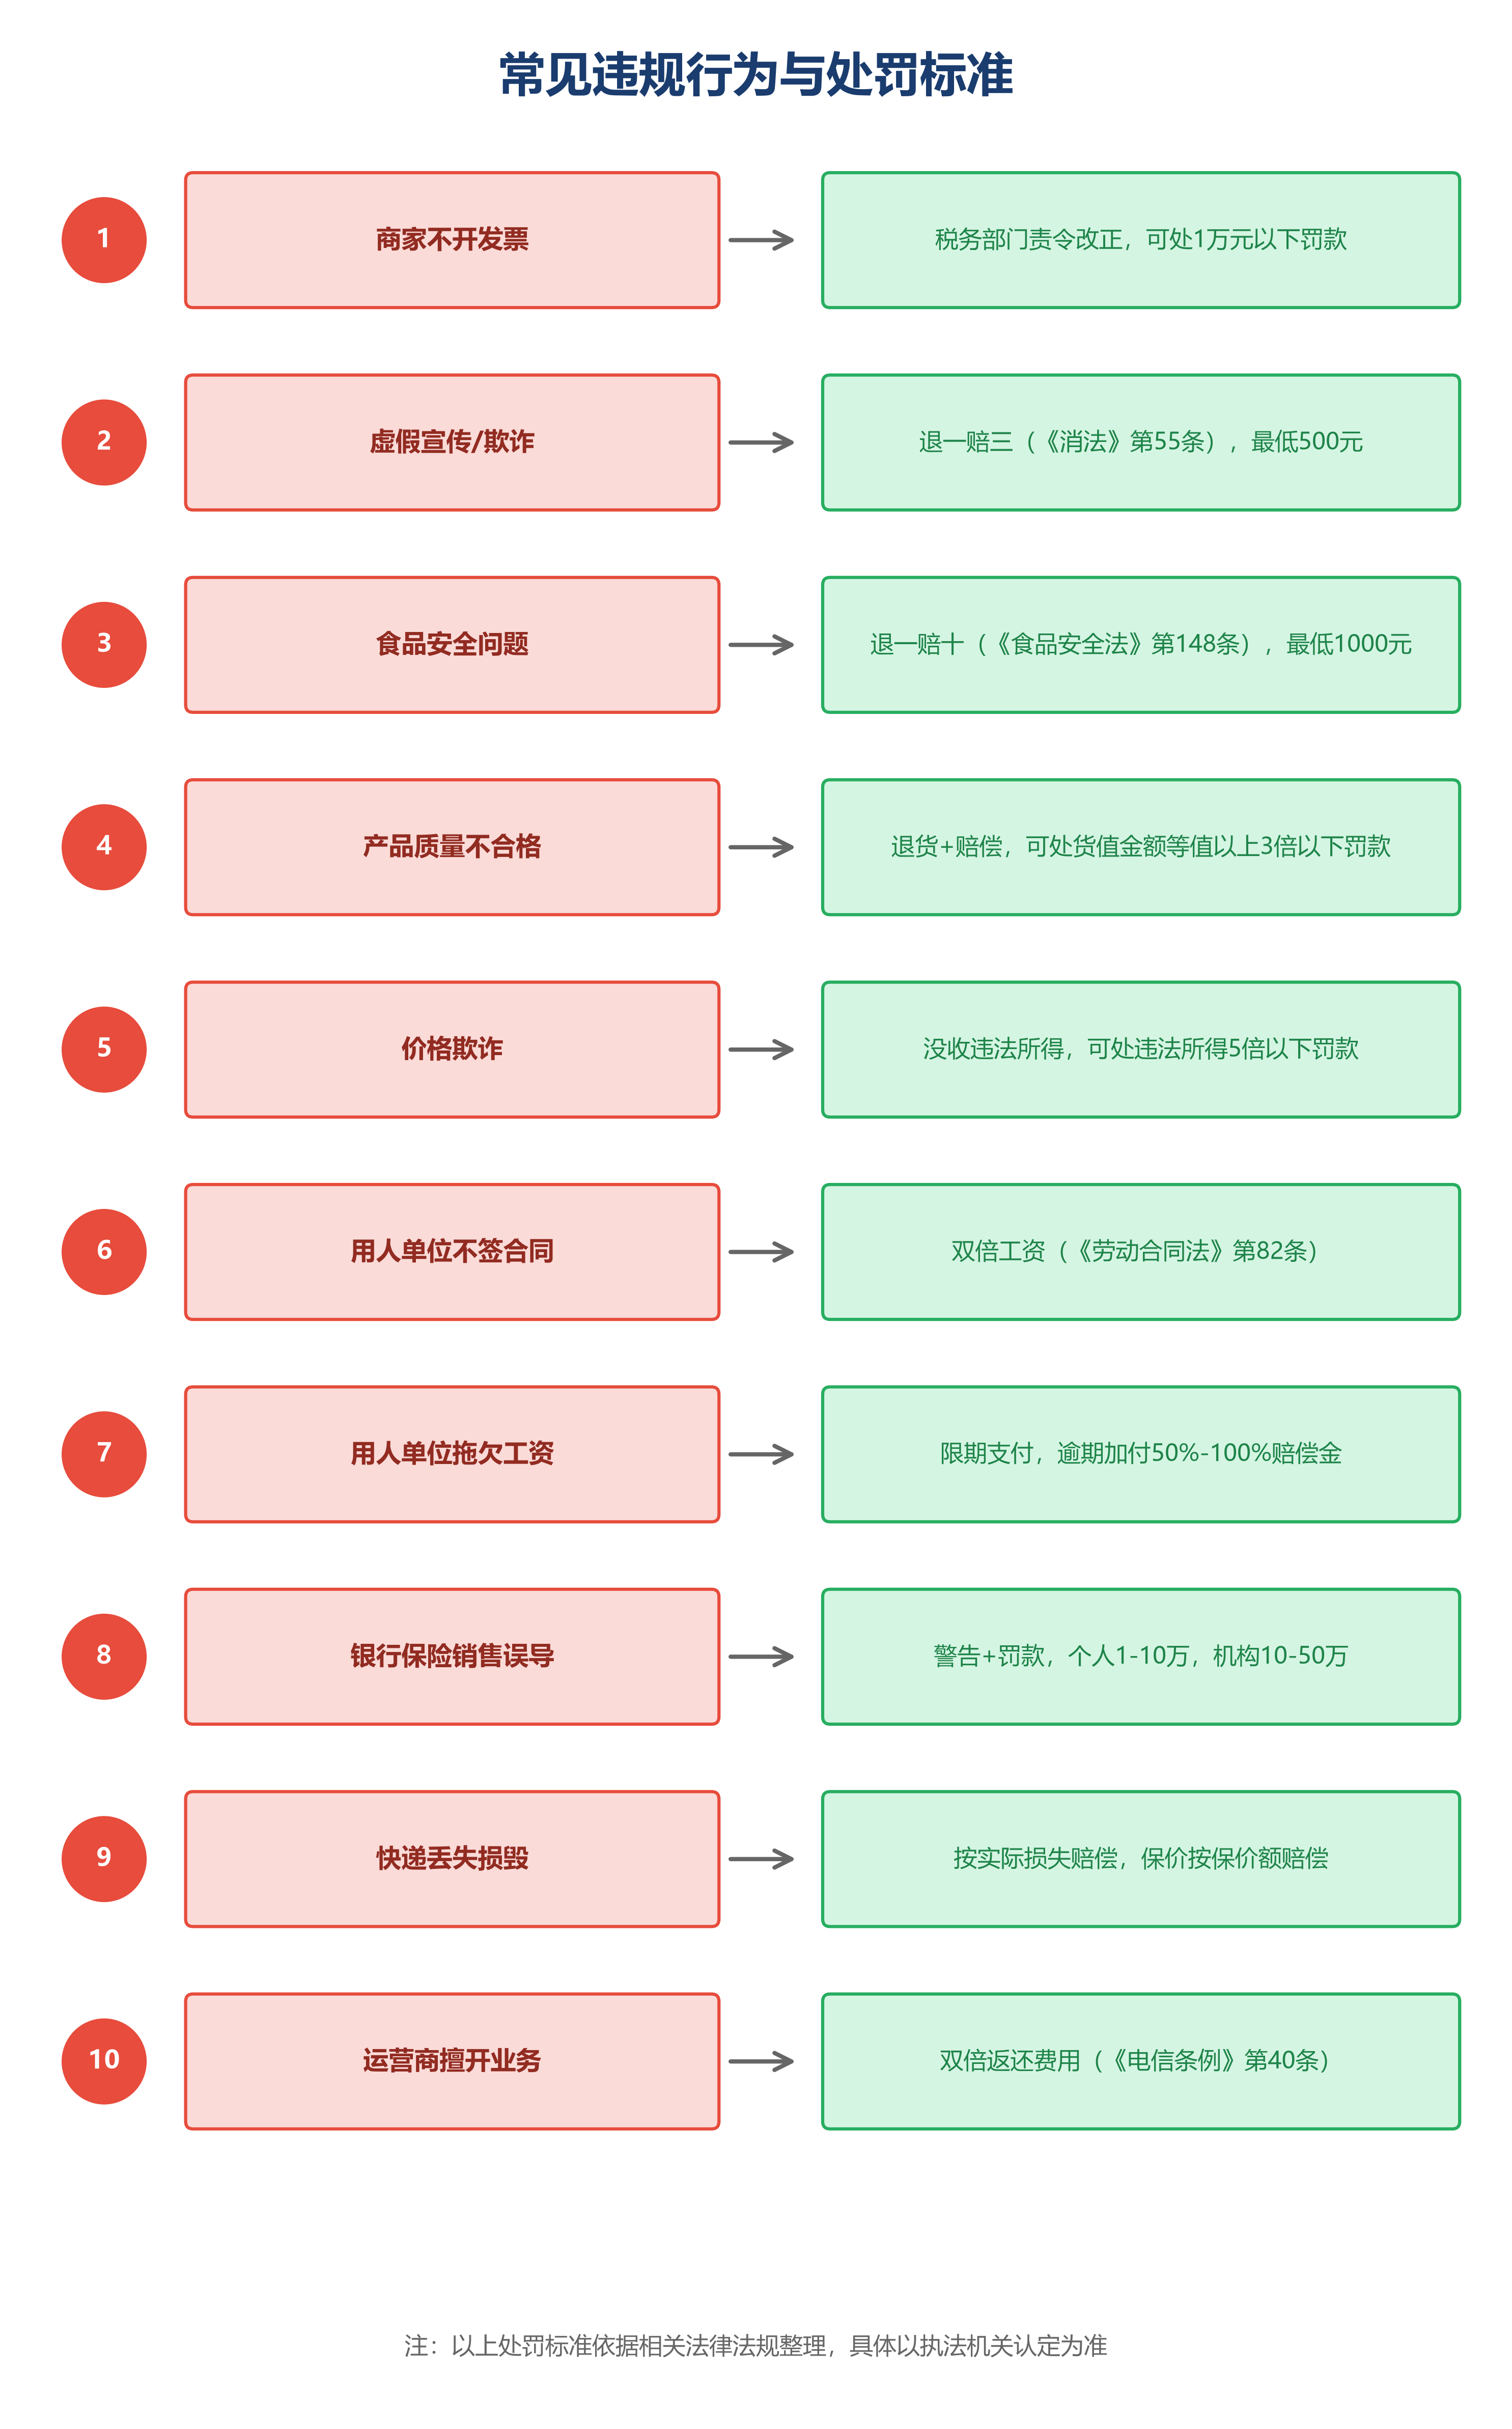 常见违规行为与处罚标准
1
商家不开发票
税务部门责令改正，可处1万元以下罚款
2
虚假宣传/欺诈
退一赔三（《消法》第55条），最低500元
3
食品安全问题
退一赔十（《食品安全法》第148条），最低1000元
4
产品质量不合格
退货+赔偿，可处货值金额等值以上3倍以下罚款
5
价格欺诈
没收违法所得，可处违法所得5倍以下罚款
6
用人单位不签合同
双倍工资（《劳动合同法》第82条）
7
用人单位拖欠工资
限期支付，逾期加付50%-100%赔偿金
8
银行保险销售误导
警告+罚款，个人1-10万，机构10-50万
9
快递丢失损毁
按实际损失赔偿，保价按保价额赔偿
10
运营商擅开业务
双倍返还费用（《电信条例》第40条）
注：以上处罚标准依据相关法律法规整理，具体以执法机关认定为准